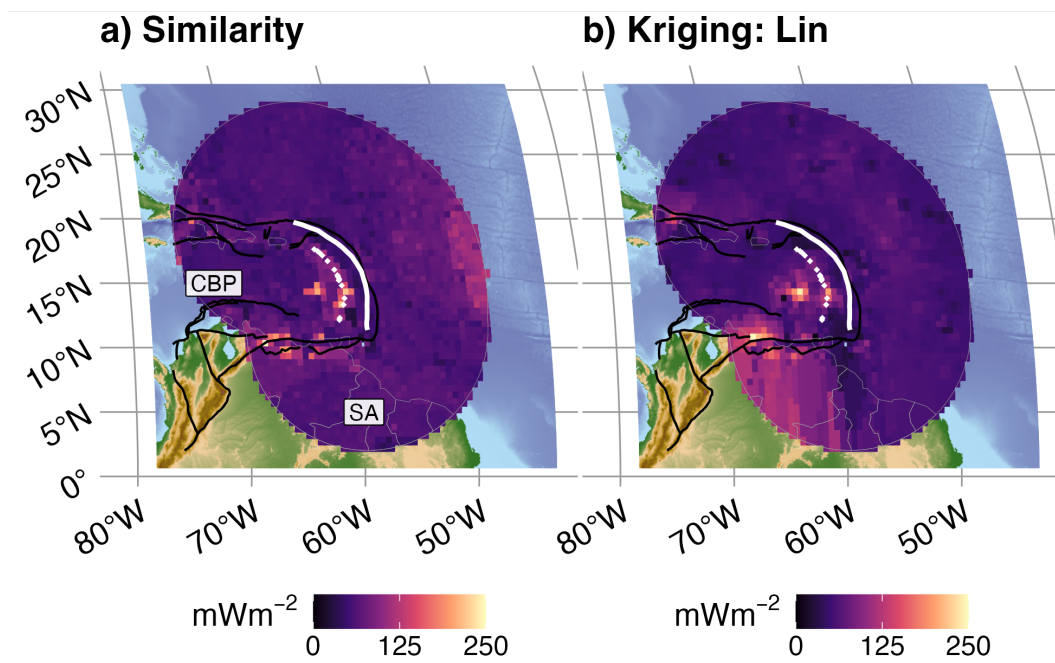 a) Similarity
b) Kriging: Lin
30°N
25°N
20°N
15°N
10°N
5°N
0°
CBP
SA
80°W 70°W 60°W 50°W
80°W 70°W 60°W 50°W
mWm⁻²
0 125 250
mWm⁻²
0 125 250